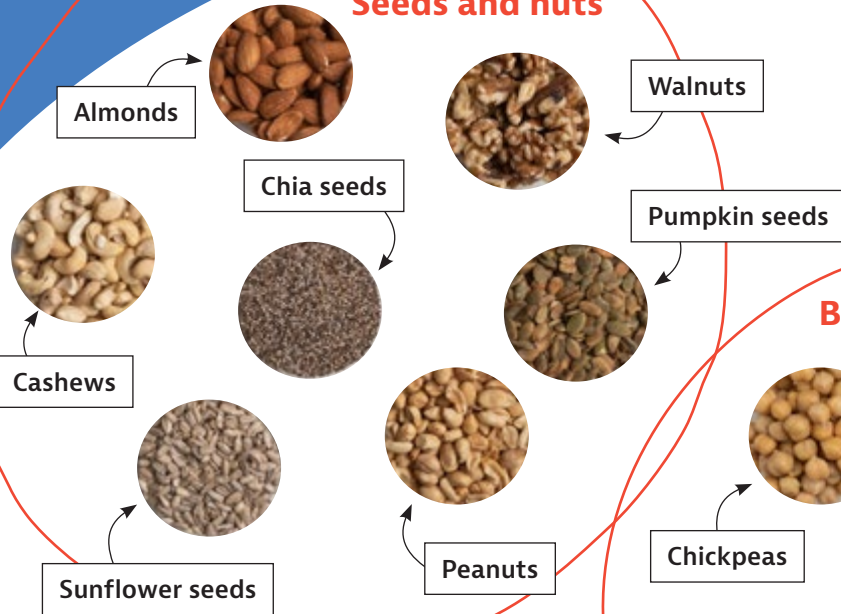 Seeds and nuts
Almonds
Walnuts
Chia seeds
Pumpkin seeds
B
Cashews
Peanuts
Chickpeas
Sunflower seeds